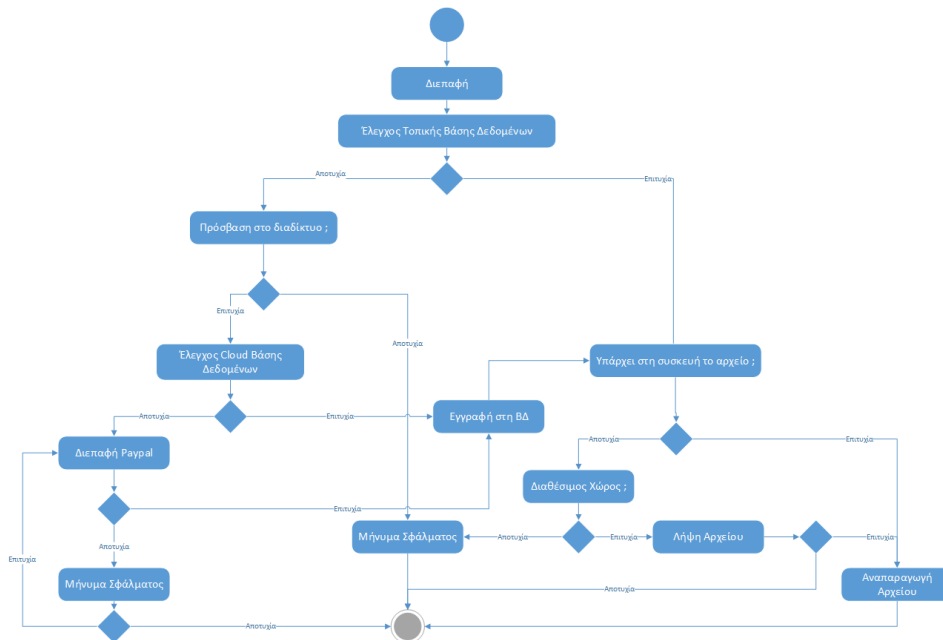 Διεπαφή
Έλεγχος Τοπικής Βάσης Δεδομένων
Αποτυχία
Επιτυχία
Πρόσβαση στο διαδίκτυο ;
Επιτυχία
Αποτυχία
Έλεγχος Cloud Βάσης
Δεδομένων
Υπάρχει στη συσκευή το αρχείο ;
Αποτυχία
Επιτυχία
Εγγραφή στη ΒΔ
Αποτυχία
Επιτυχία
Διεπαφή Paypal
Διαθέσιμος Χώρος ;
Επιτυχία
Μήνυμα Σφάλματος
Αποτυχία
Επιτυχία
Λήψη Αρχείου
Επιτυχία
Αποτυχία
Επιτυχία
Μήνυμα Σφάλματος
Αποτυχία
Αναπαραγωγή
Αρχείου
Αποτυχία